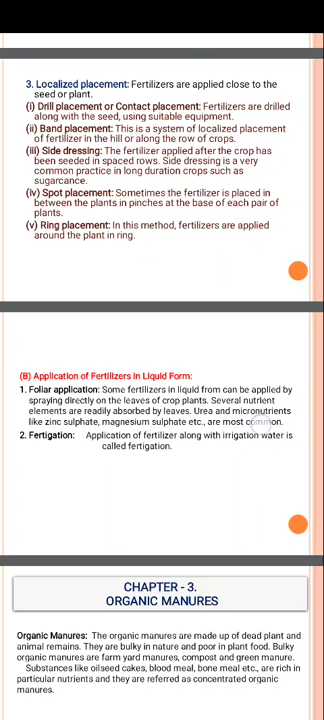 3. Localized placement: Fertilizers are applied close to the
seed or plant.
(i) Drill placement or Contact placement: Fertilizers are drilled
along with the seed, using suitable equipment.
(ii) Band placement: This is a system of localized placement
of fertilizer in the hill or along the row of crops.
(iii) Side dressing: The fertilizer applied after the crop has
been seeded in spaced rows. Side dressing is a very
common practice in long duration crops such as
sugarcance.
(iv) Spot placement: Sometimes the fertilizer is placed in
between the plants in pinches at the base of each pair of
plants.
(v) Ring placement: In this method, fertilizers are applied
around the plant in ring.
(B) Application of Fertilizers in Liquid Form:
1. Foliar application: Some fertilizers in liquid from can be applied by
spraying directly on the leaves of crop plants. Several nutrient
elements are readily absorbed by leaves. Urea and micronutrients
like zinc sulphate, magnesium sulphate etc., are most common.
2. Fertigation: Application of fertilizer along with irrigation water is
called fertigation.
CHAPTER - 3.
ORGANIC MANURES
Organic Manures: The organic manures are made up of dead plant and
animal remains. They are bulky in nature and poor in plant food. Bulky
organic manures are farm yard manures, compost and green manure.
Substances like oilseed cakes, blood meal, bone meal etc., are rich in
particular nutrients and they are referred as concentrated organic
manures.